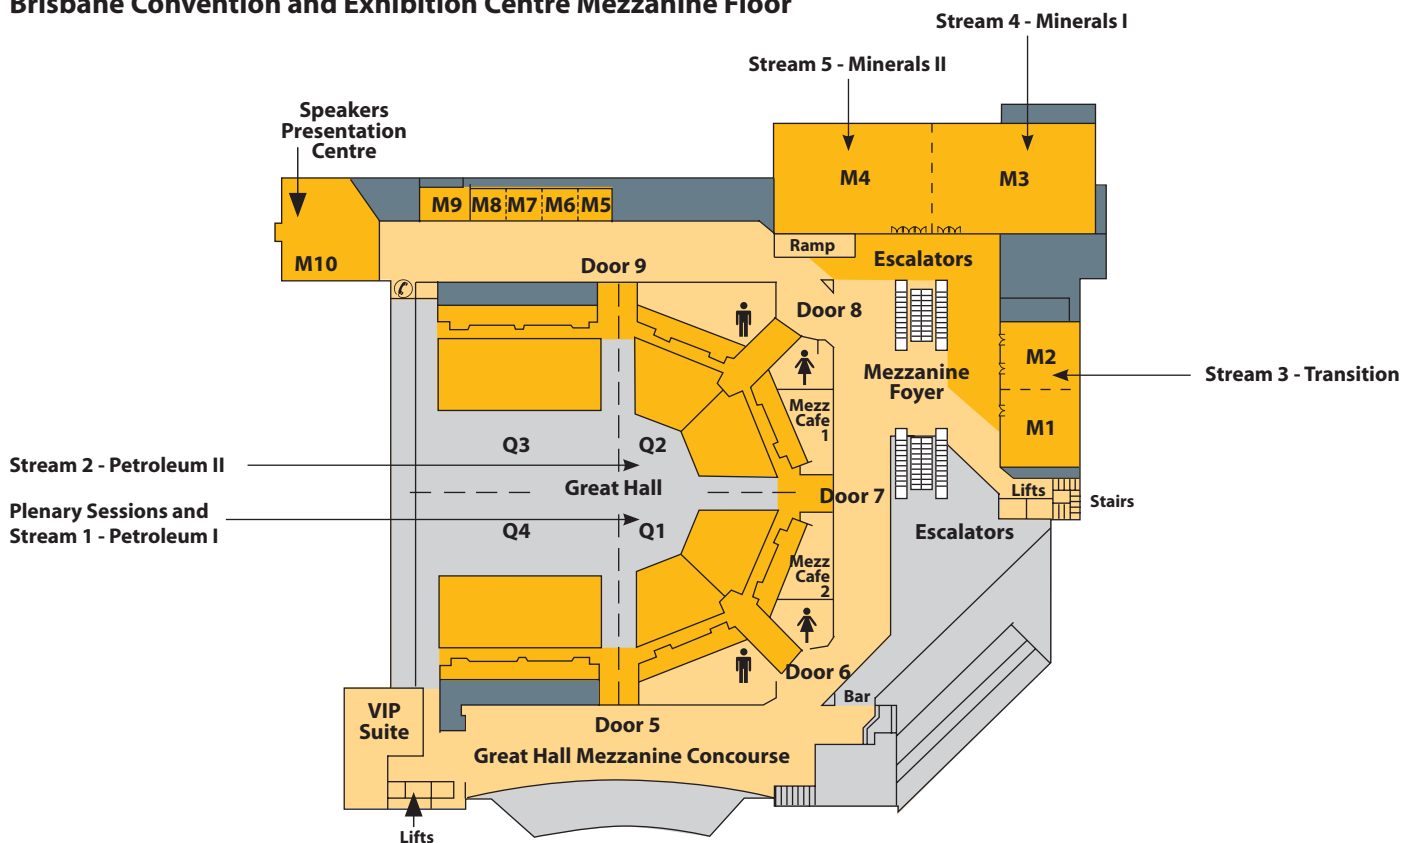 Brisbane Convention and Exhibition Centre Mezzanine Floor
Stream 4 - Minerals I
Stream 5 - Minerals II
Speakers
Presentation
Centre
M4
M3
M9
M8
M7
M6
M5
Ramp
Escalators
M10
Door 9
Door 8
M2
Mezzanine
Foyer
Stream 3 - Transition
Mezz
Cafe
1
M1
Q3
Q2
Stream 2 - Petroleum II
Great Hall
Door 7
Lifts
Stairs
Plenary Sessions and
Stream 1 - Petroleum I
Q4
Q1
Escalators
Mezz
Cafe
2
Door 6
Bar
VIP
Suite
Door 5
Great Hall Mezzanine Concourse
Lifts